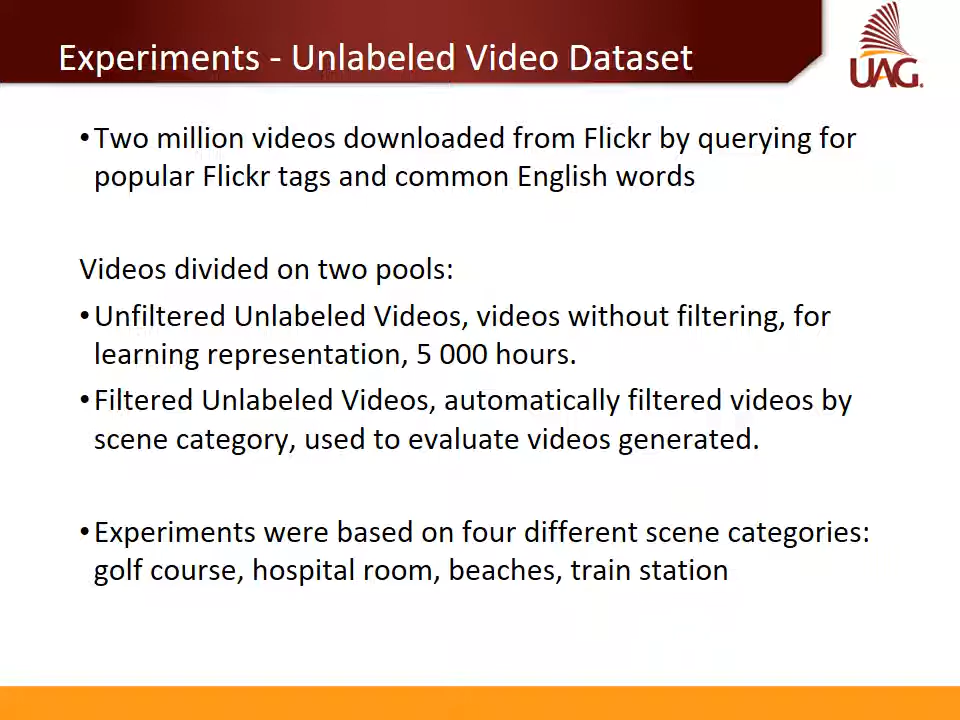 Experiments - Unlabeled Video Dataset
UAG
•Two million videos downloaded from Flickr by querying for
popular Flickr tags and common English words
Videos divided on two pools:
•Unfiltered Unlabeled Videos, videos without filtering, for
learning representation, 5 000 hours.
•Filtered Unlabeled Videos, automatically filtered videos by
scene category, used to evaluate videos generated.
•Experiments were based on four different scene categories:
golf course, hospital room, beaches, train station